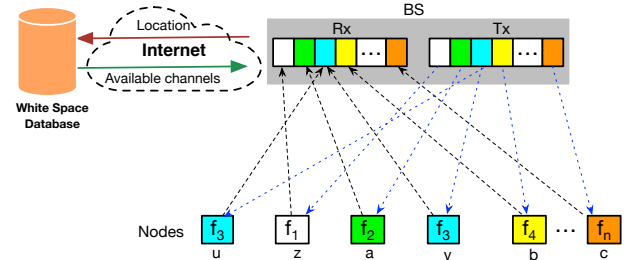 BS
Location
Rx
Tx
Internet
...
...
Available channels
White Space
Database
Nodes
f3
f1
f2
f3
f4
...
fn
u
z
a
v
b
c